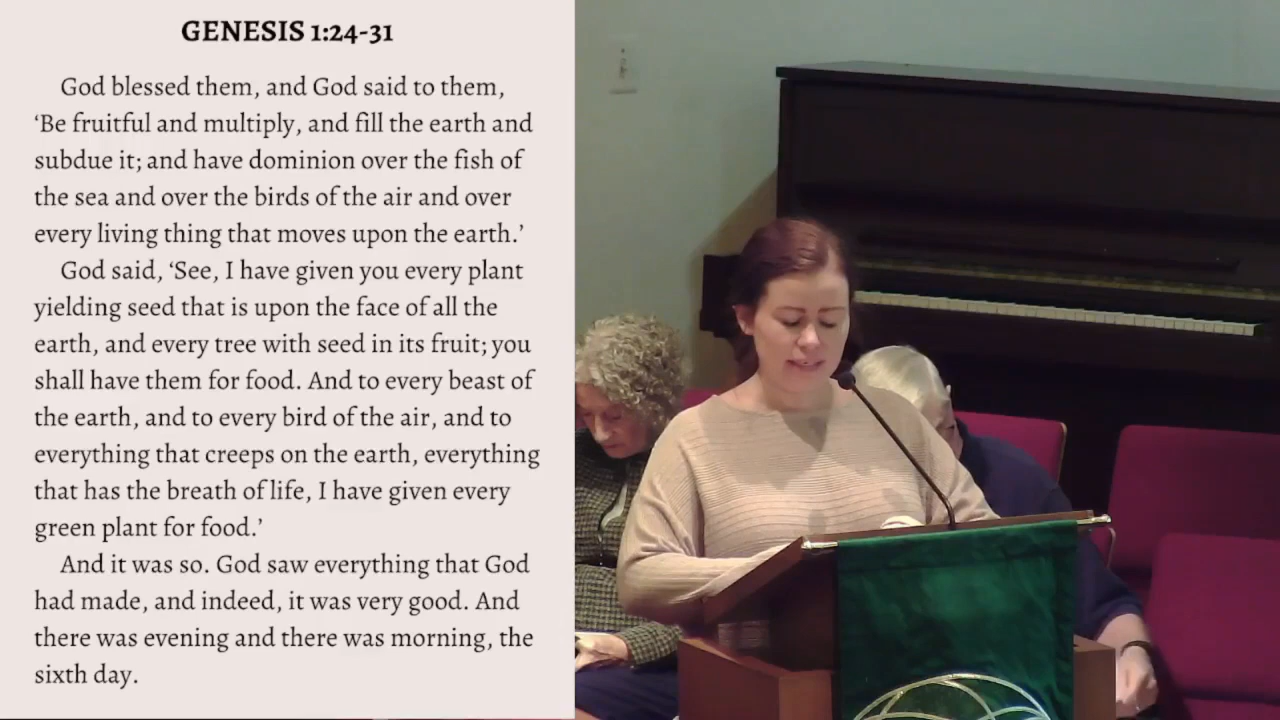 GENESIS 1:24-31
God blessed them, and God said to them,
‘Be fruitful and multiply, and fill the earth and
subdue it; and have dominion over the fish of
the sea and over the birds of the air and over
every living thing that moves upon the earth.’
God said, ‘See, I have given you every plant
yielding seed that is upon the face of all the
earth, and every tree with seed in its fruit; you
shall have them for food. And to every beast of
the earth, and to every bird of the air, and to
everything that creeps on the earth, everything
that has the breath of life, I have given every
green plant for food.’
And it was so. God saw everything that God
had made, and indeed, it was very good. And
there was evening and there was morning, the
sixth day.